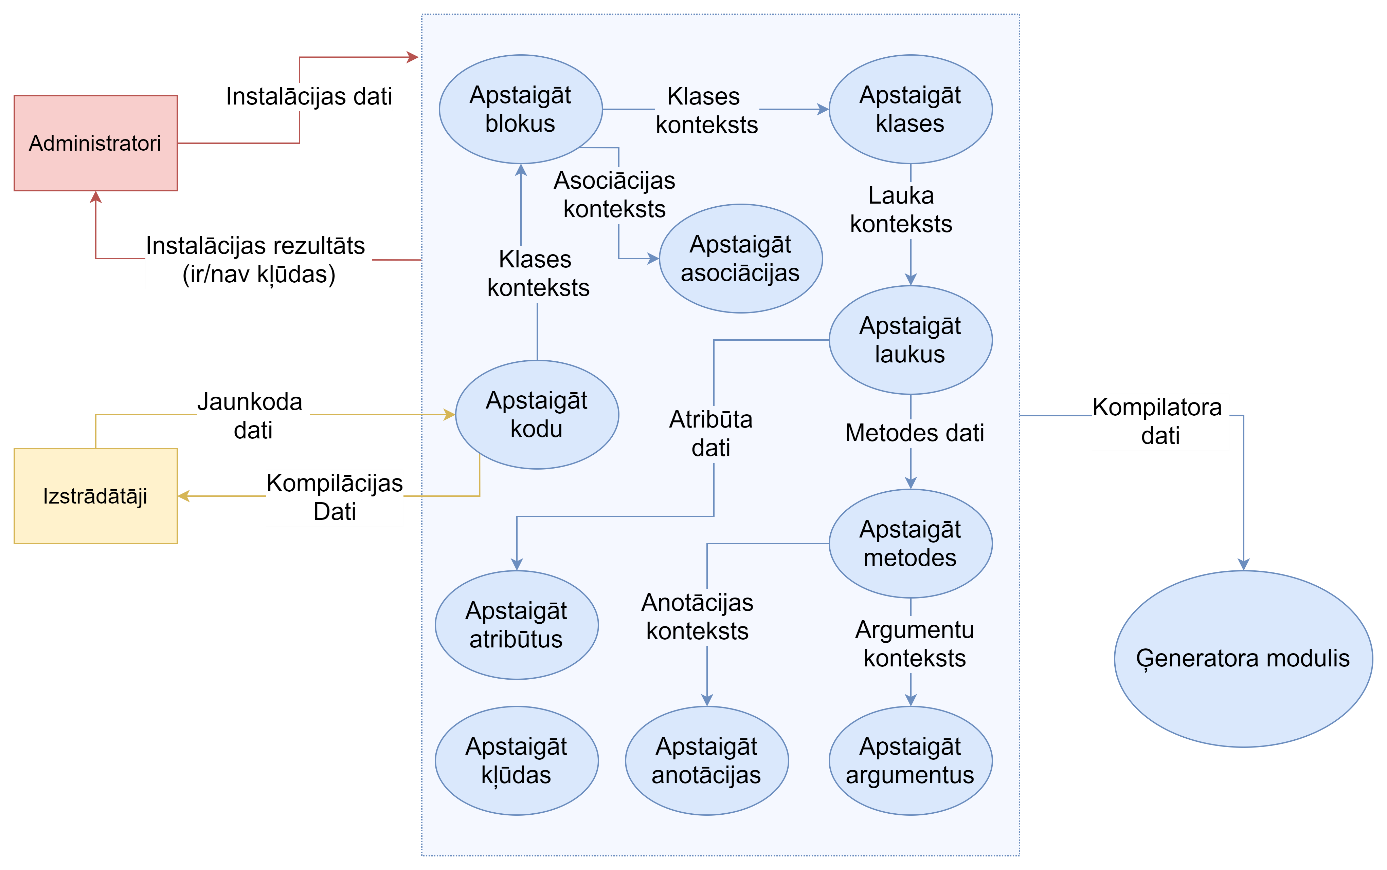 Instalācijas dati
Administratori
Instalācijas rezultāts
(ir/nav kļūdas)
Apstaigāt
blokus
Klases
konteksts
Apstaigāt
klases
Asociācijas
konteksts
Lauka
konteksts
Apstaigāt
asociācijas
Klases
konteksts
Apstaigāt
laukus
Jaunkoda
dati
Apstaigāt
kodu
Atribūta
dati
Metodes dati
Kompilatora
dati
Izstrādātāji
Kompilācijas
Dati
Apstaigāt
metodes
Apstaigāt
atribūtus
Anotācijas
konteksts
Argumentu
konteksts
Ģeneratora modulis
Apstaigāt
kļūdas
Apstaigāt
anotācijas
Apstaigāt
argumentus